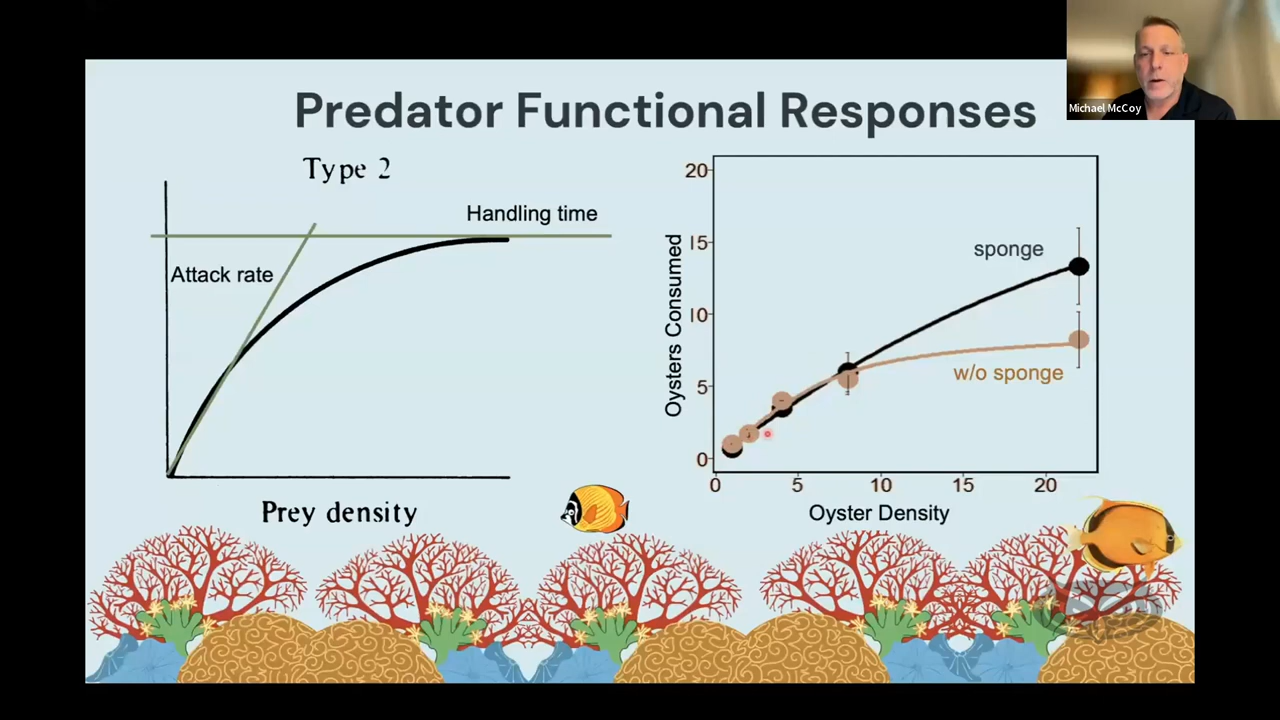 Predator Functional Responses
Michael McCoy
Type 2
Handling time
Attack rate
Prey density
20
15
10
5
0
Oysters Consumed
sponge
w/o sponge
0
5
10
15
20
Oyster Density